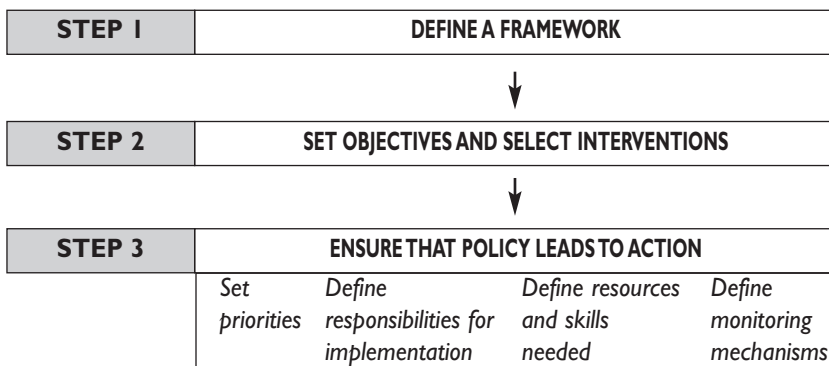 STEP 1 DEFINE A FRAMEWORK
STEP 2 SET OBJECTIVES AND SELECT INTERVENTIONS
STEP 3 ENSURE THAT POLICY LEADS TO ACTION
Set priorities
Define responsibilities for implementation
Define resources and skills needed
Define monitoring mechanisms